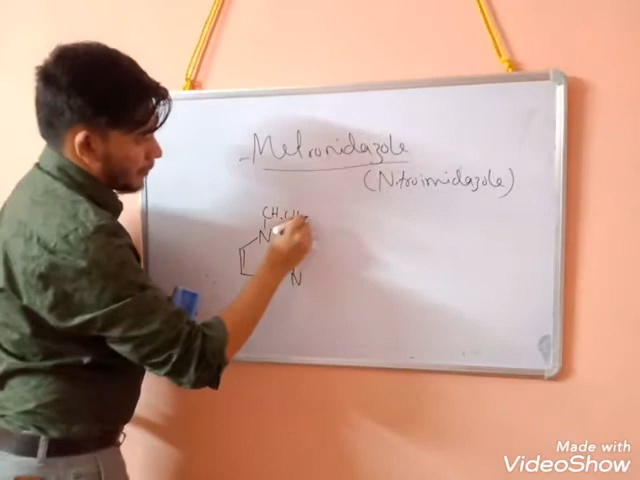 - Metronidazole
(Nitroimidazole)
CH₂CH₂
N
N
Made with
VideoShow